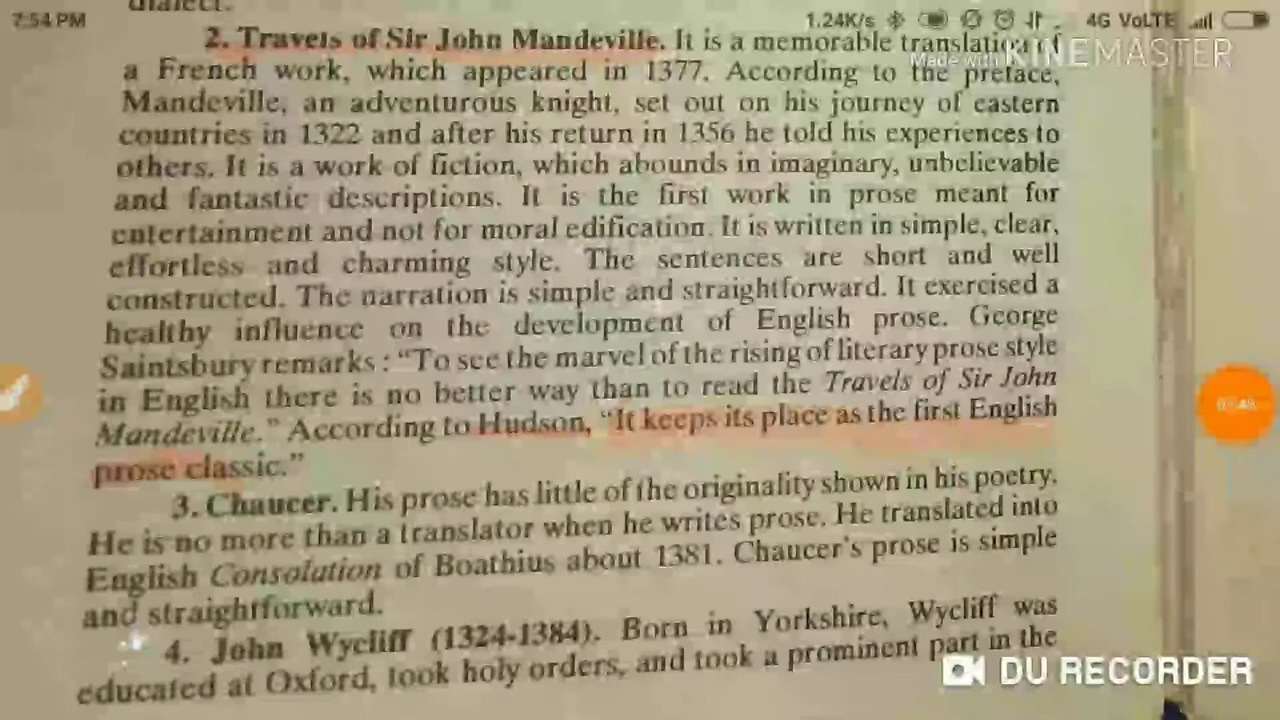 dialect.
7:54 PM
1.24K/s
4G VoLTE
2. Travels of Sir John Mandeville. It is a memorable translation of
Made with KINEMASTER
a French work, which appeared in 1377. According to the preface,
Mandeville, an adventurous knight, set out on his journey of eastern
countries in 1322 and after his return in 1356 he told his experiences to
others. It is a work of fiction, which abounds in imaginary, unbelievable
and fantastic descriptions. It is the first work in prose meant for
entertainment and not for moral edification. It is written in simple, clear,
effortless and charming style. The sentences are short and well
constructed. The narration is simple and straightforward. It exercised a
healthy influence on the development of English prose. George
Saintsbury remarks : “To see the marvel of the rising of literary prose style
in English there is no better way than to read the Travels of Sir John
Mandeville.” According to Hudson, “It keeps its place as the first English
prose classic.”
3. Chaucer. His prose has little of the originality shown in his poetry.
He is no more than a translator when he writes prose. He translated into
English Consolation of Boathius about 1381. Chaucer’s prose is simple
and straightforward.
4. John Wycliff (1324-1384). Born in Yorkshire, Wycliff was
educated at Oxford, took holy orders, and took a prominent part in the
DU RECORDER